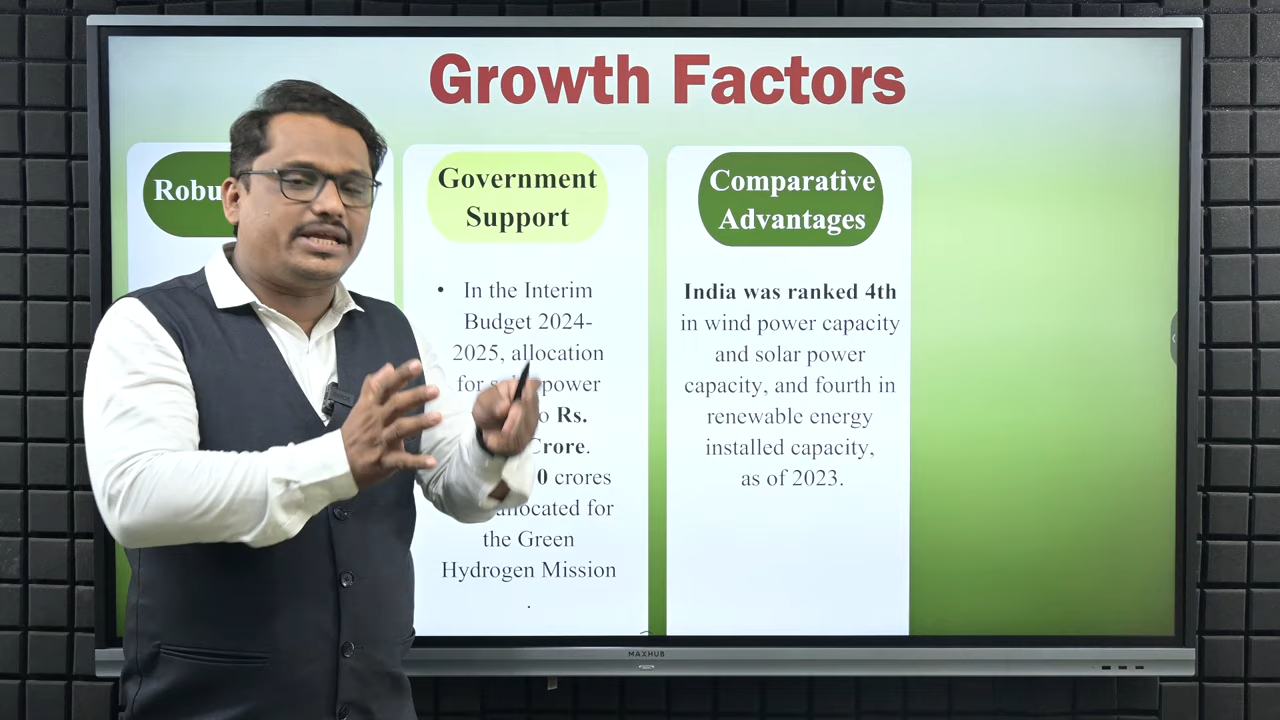 Growth Factors
Government
Support
• In the Interim
Budget 2024-
2025, allocation
for power
Rs.
Crore.
crores
allocated for
the Green
Hydrogen Mission
.
Comparative
Advantages
India was ranked 4th
in wind power capacity
and solar power
capacity, and fourth in
renewable energy
installed capacity,
as of 2023.
MAXHUB